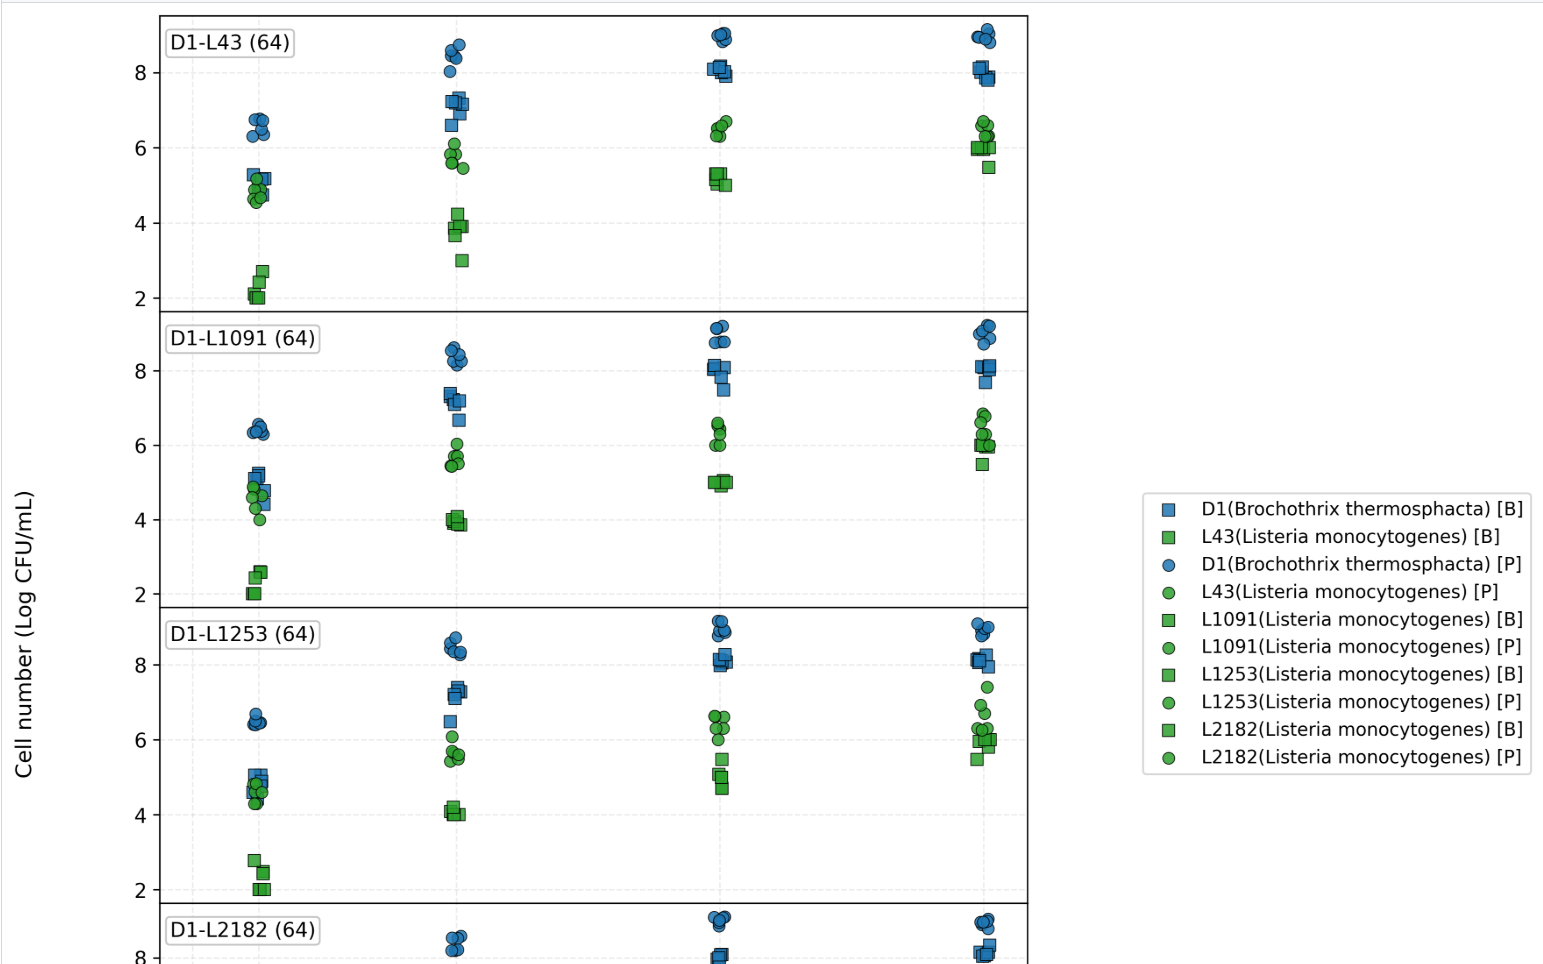 D1-L43 (64)
8
6
4
2
D1-L1091 (64)
8
6
4
2
D1-L1253 (64)
8
6
4
2
D1-L2182 (64)
8
Cell number (Log CFU/mL)
D1(Brochothrix thermosphacta) [B]
L43(Listeria monocytogenes) [B]
D1(Brochothrix thermosphacta) [P]
L43(Listeria monocytogenes) [P]
L1091(Listeria monocytogenes) [B]
L1091(Listeria monocytogenes) [P]
L1253(Listeria monocytogenes) [B]
L1253(Listeria monocytogenes) [P]
L2182(Listeria monocytogenes) [B]
L2182(Listeria monocytogenes) [P]